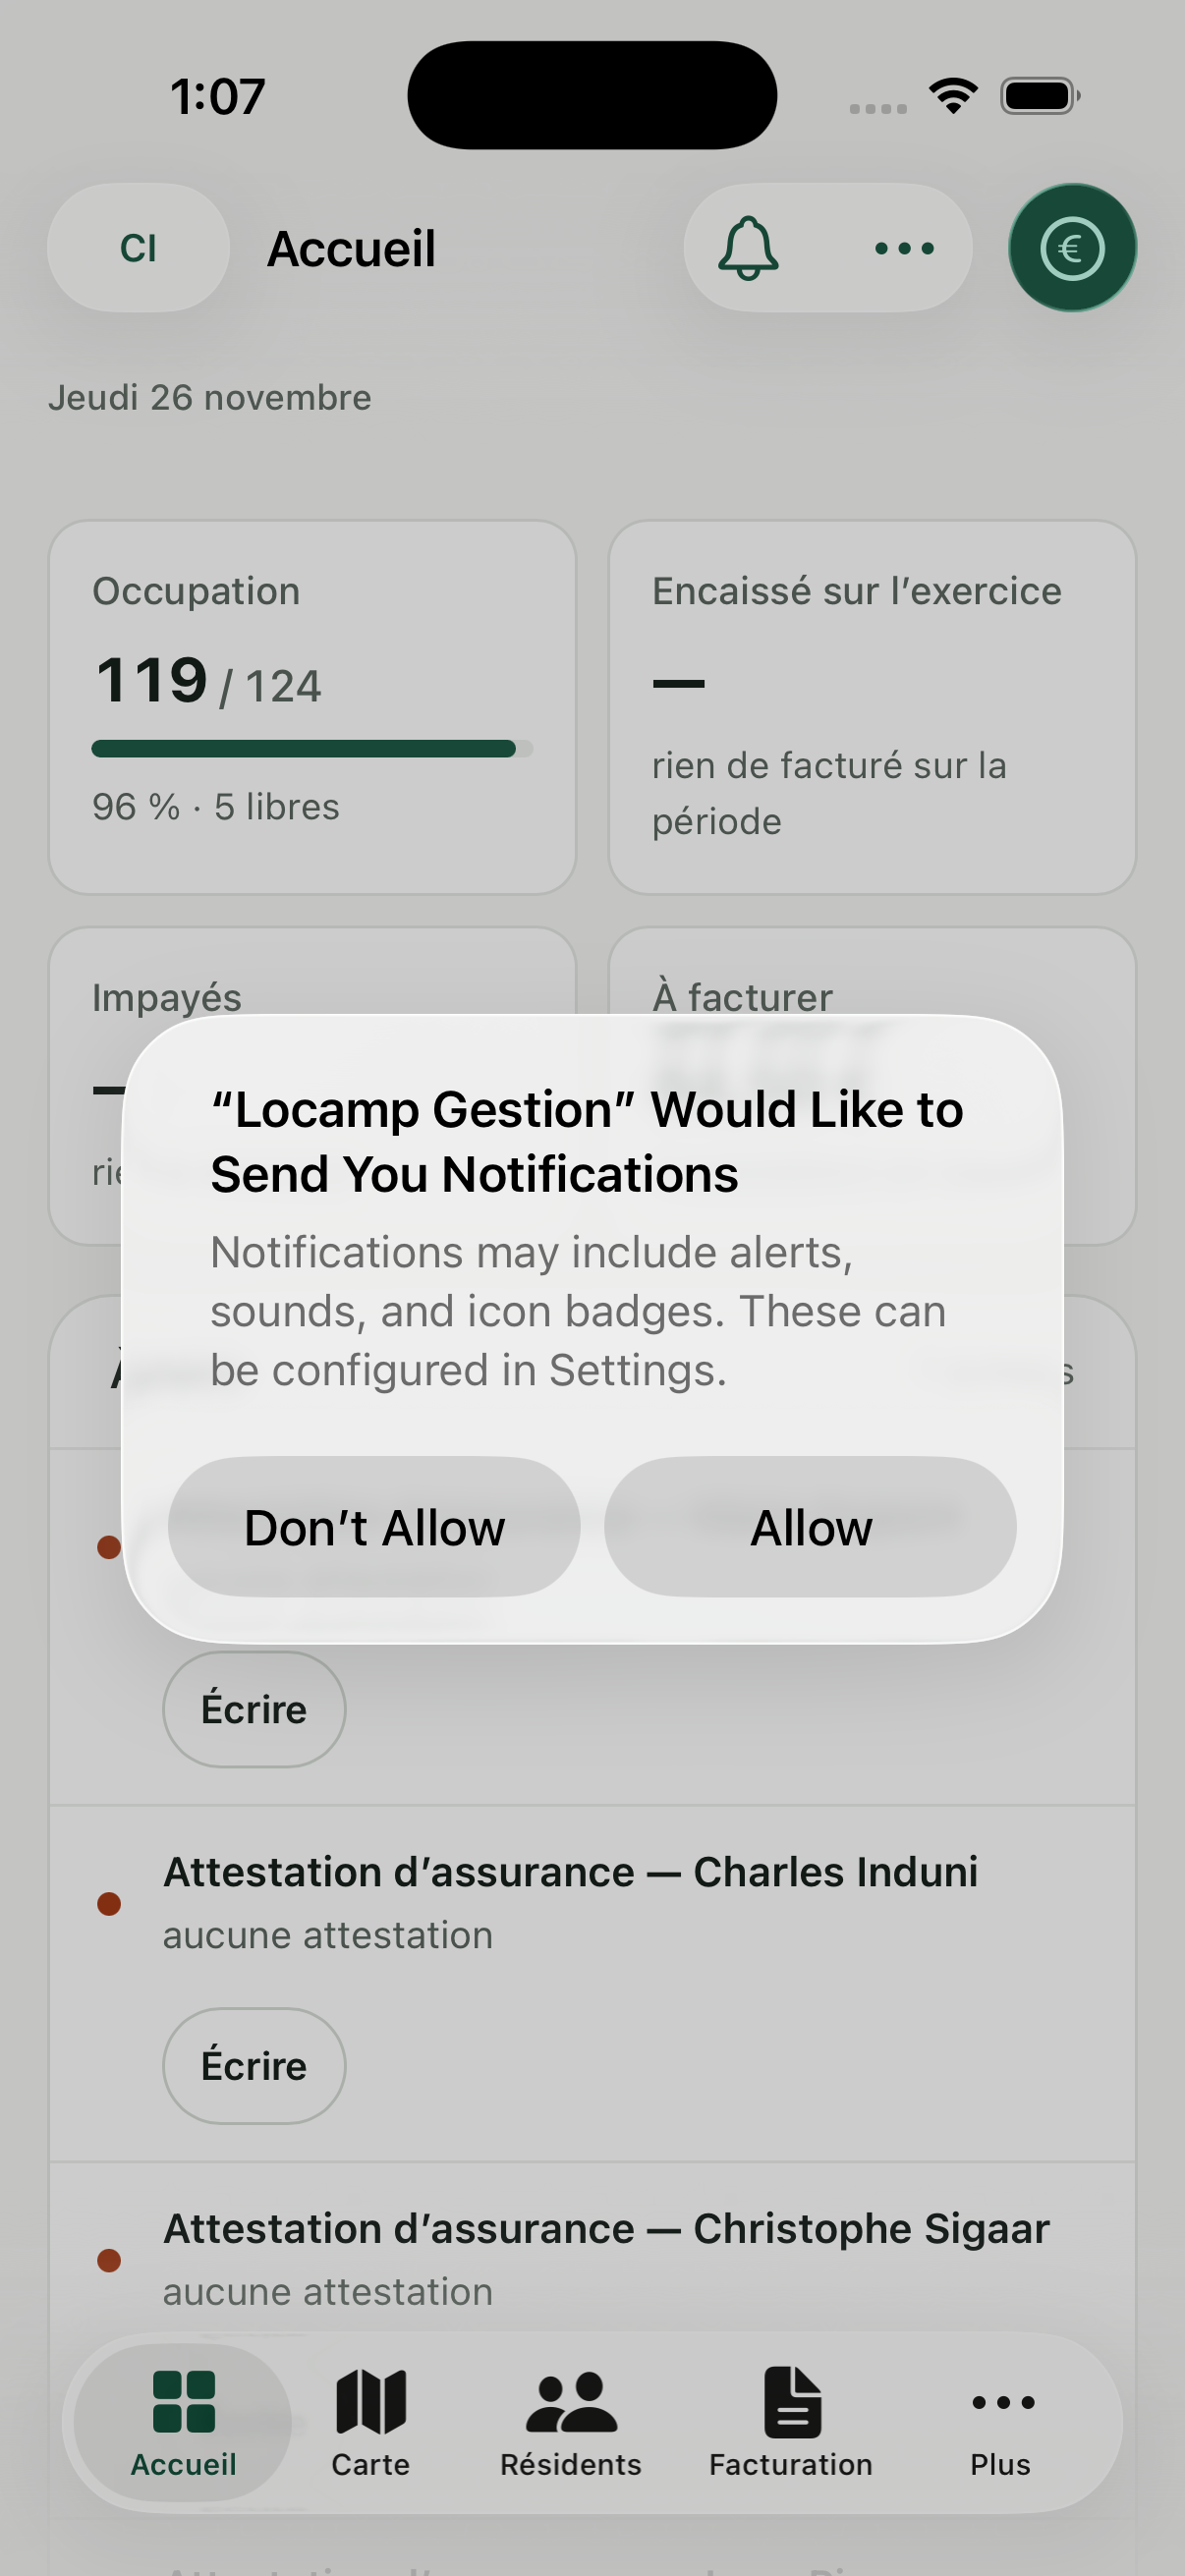 1:07
CI
Accueil
€
Jeudi 26 novembre
Occupation
119 / 124
96 % · 5 libres
Encaissé sur l’exercice
—
rien de facturé sur la
période
Impayés
—
À facturer
“Locamp Gestion” Would Like to
Send You Notifications
Notifications may include alerts,
sounds, and icon badges. These can
be configured in Settings.
Don’t Allow
Allow
Écrire
Attestation d’assurance — Charles Induni
aucune attestation
Écrire
Attestation d’assurance — Christophe Sigaar
aucune attestation
Accueil
Carte
Résidents
Facturation
Plus